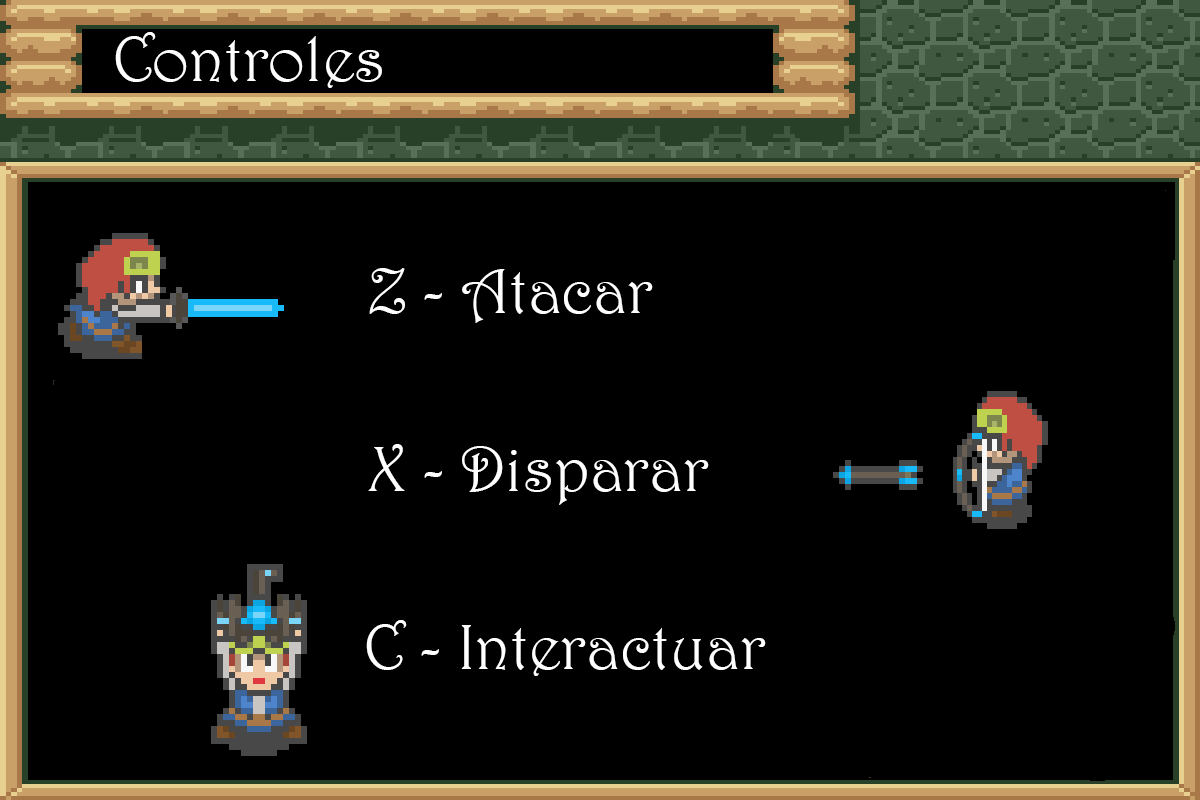 Controles
Z - Atacar
X - Disparar
C - Interactuar